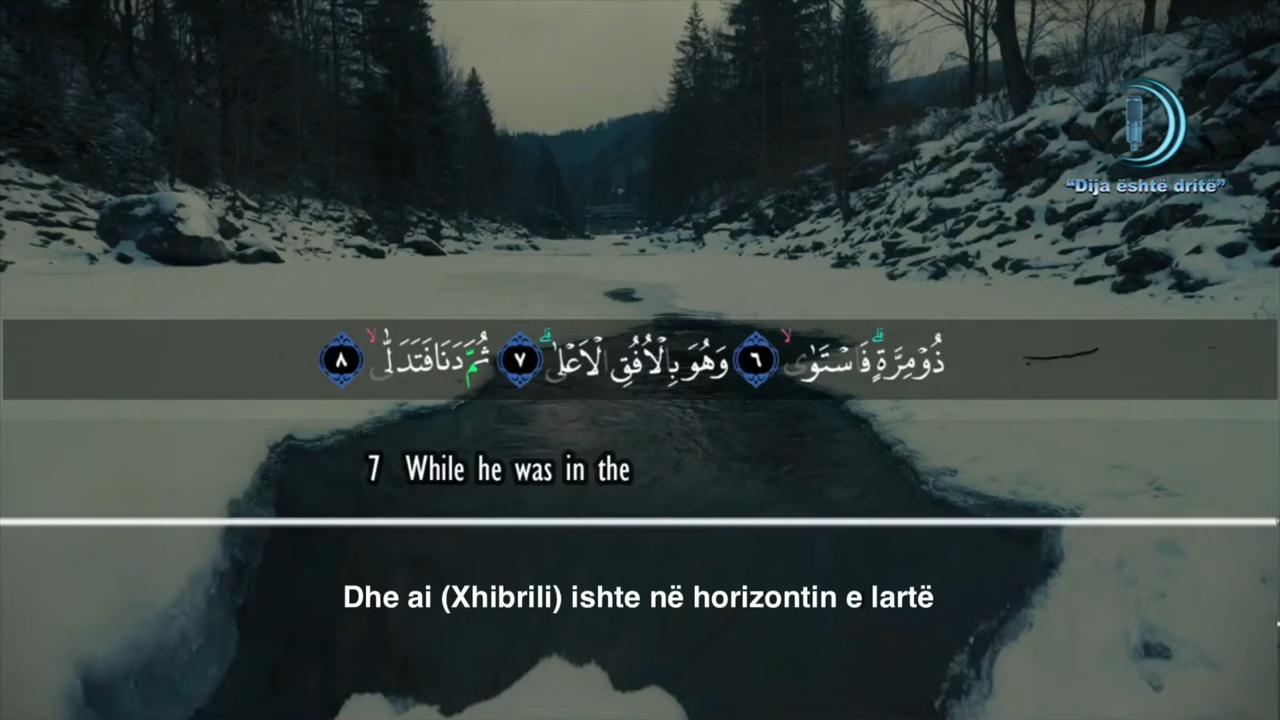 “Dija është dritë”
ذُوْ مِرَّةٍ ۗ فَاسْتَوٰى ۙ ٦ وَهُوَ بِالْاُفُقِ الْاَعْلٰى ۗ ٧ ثُمَّ دَنَا فَتَدَلّٰى ۙ ٨
7 While he was in the
Dhe ai (Xhibrili) ishte në horizontin e lartë